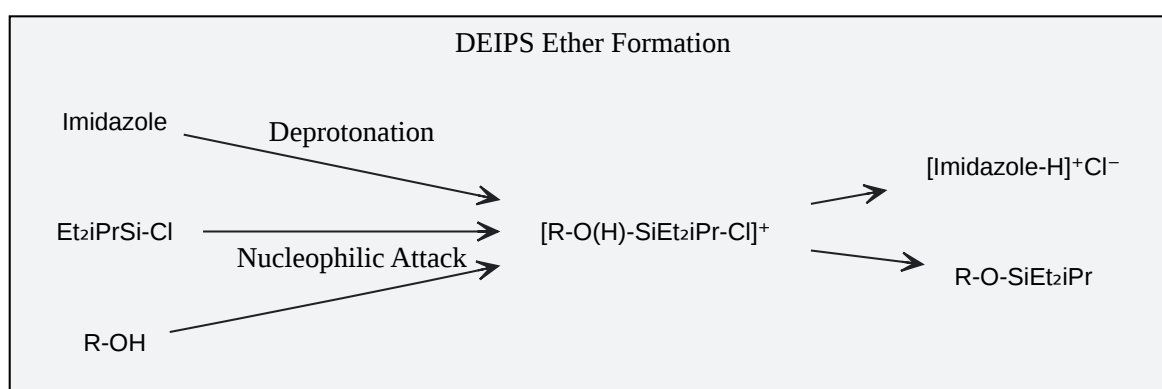 DEIPS Ether Formation
Imidazole
Deprotonation
[Imidazole-H]⁺Cl⁻
Et₂iPrSi-Cl
[R-O(H)-SiEt₂iPr-Cl]⁺
Nucleophilic Attack
R-O-SiEt₂iPr
R-OH